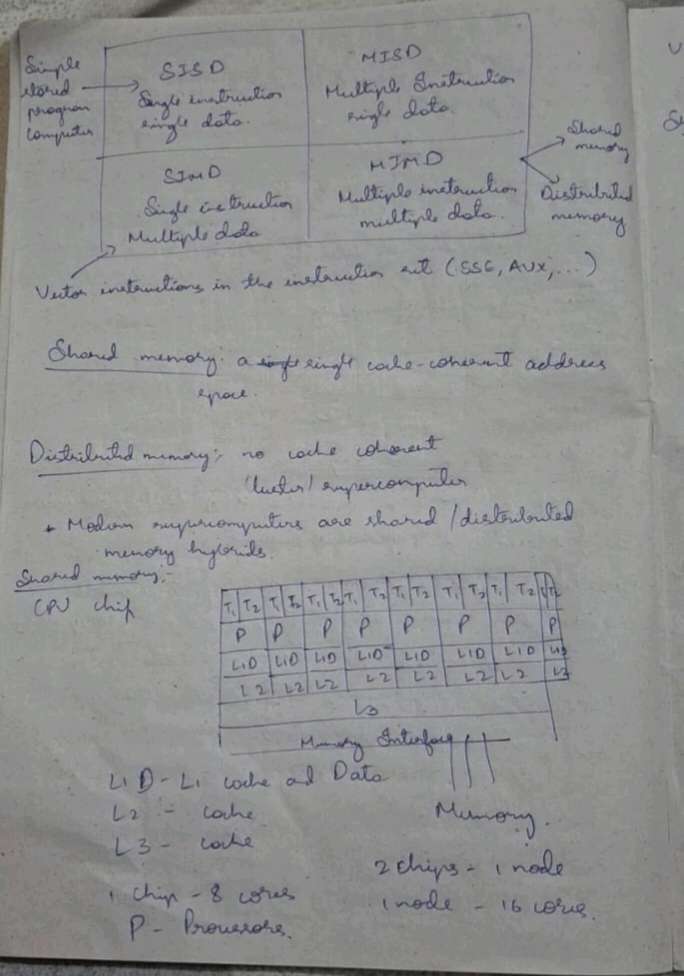 Simple
stored
program
computer
SISD
Single instruction
single data.
MISD
Multiple Instruction
single data.
SIMD
Single instruction
Multiple data
MIMD
Multiple instruction
multiple data.
Shared
memory
Distributed
memory
Vector instructions in the instruction set (SSE, AVX, ...)
Shared memory: a single cache-coherent address
space.
Distributed memory: no cache coherent
Cluster/supercomputer
* Modern supercomputers are shared / distributed
memory hybrids.
Shared memory:-
CPU chip
T1 T2 T1 T2 T1 T2 T1 T2 T1 T2 T1 T2 T1 T2 T1 T2
P P P P P P P P
L1D L1D L1D L1D L1D L1D L1D L1D
L2 L2 L2 L2 L2 L2 L2 L2
L3
Memory Interface
L1 D - L1 cache and Data
L2 - cache
L3 - cache
Memory.
2 chips - 1 node
1 chip - 8 cores
1 node - 16 cores.
P - Processors.